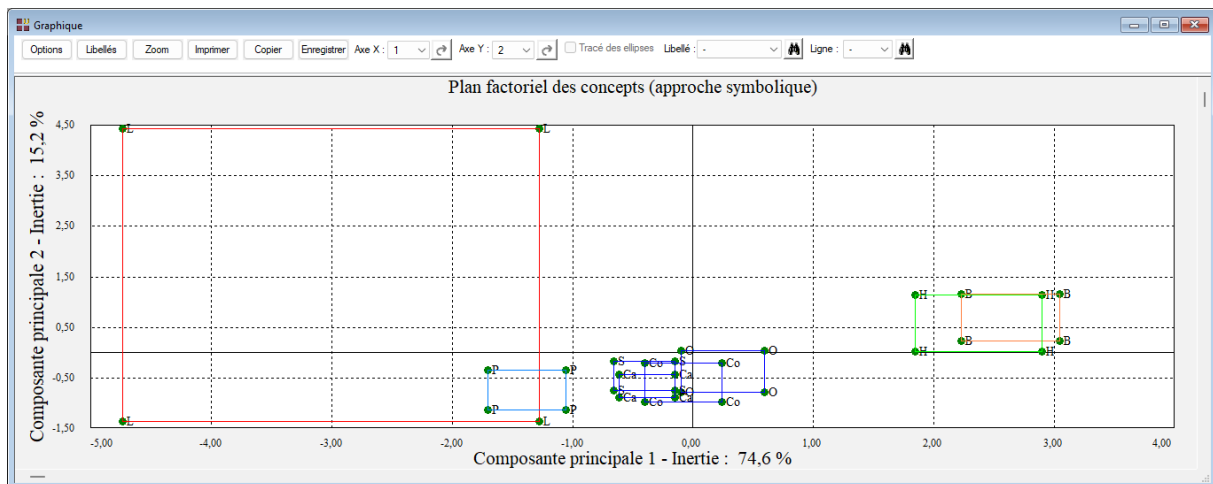 Graphique
Options Libellés Zoom Imprimer Copier Enregistrer Axe X : 1 Axe Y : 2 Tracé des ellipses Libellé : - Ligne : -
Plan factoriel des concepts (approche symbolique)
Composante principale 2 - Inertie : 15,2 %
4,50
3,50
2,50
1,50
0,50
-0,50
-1,50
L L
H B H B
B B
H H
O O
S S
Co Co
P P
Ca Ca
S S
O O
Ca Ca
Co Co
P P
L L
-5,00 -4,00 -3,00 -2,00 -1,00 0,00 1,00 2,00 3,00 4,00
Composante principale 1 - Inertie : 74,6 %